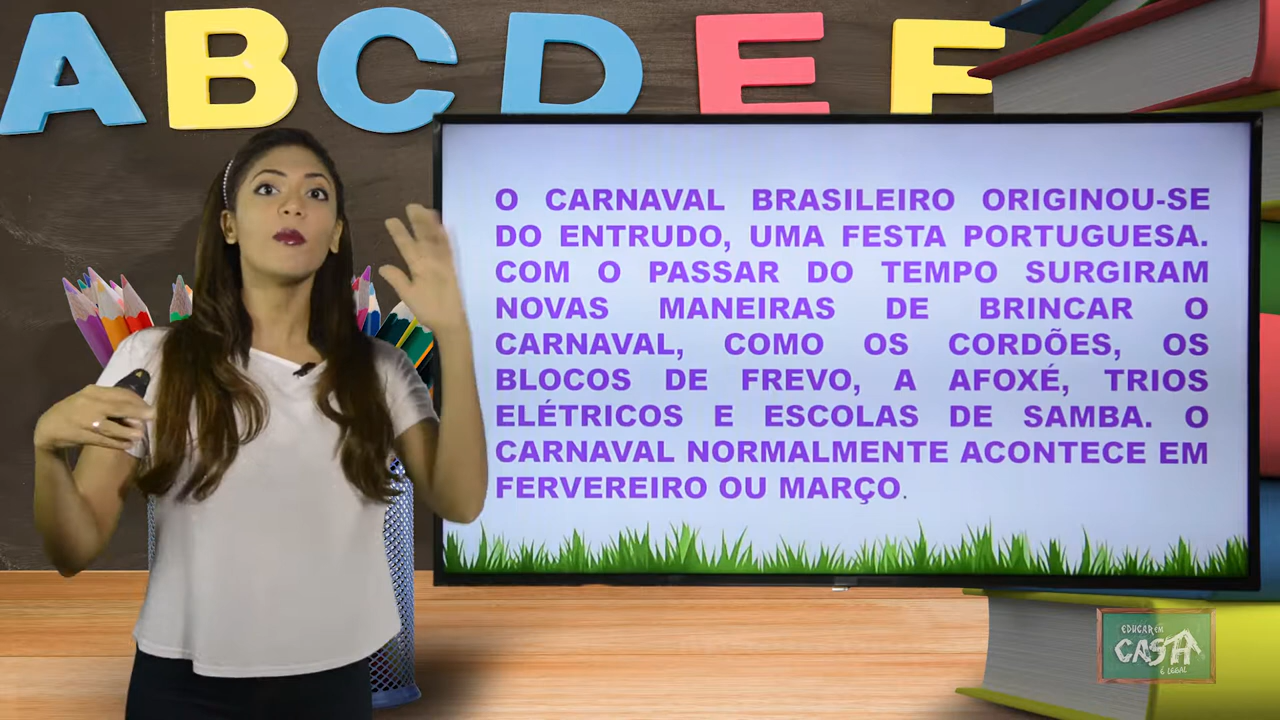 ABCDEF
O CARNAVAL BRASILEIRO ORIGINOU-SE
DO ENTRUDO, UMA FESTA PORTUGUESA.
COM O PASSAR DO TEMPO SURGIRAM
NOVAS MANEIRAS DE BRINCAR O
CARNAVAL, COMO OS CORDÕES, OS
BLOCOS DE FREVO, A AFOXÉ, TRIOS
ELÉTRICOS E ESCOLAS DE SAMBA. O
CARNAVAL NORMALMENTE ACONTECE EM
FERVEREIRO OU MARÇO.
EDUCAR EM
CASA
É LEGAL